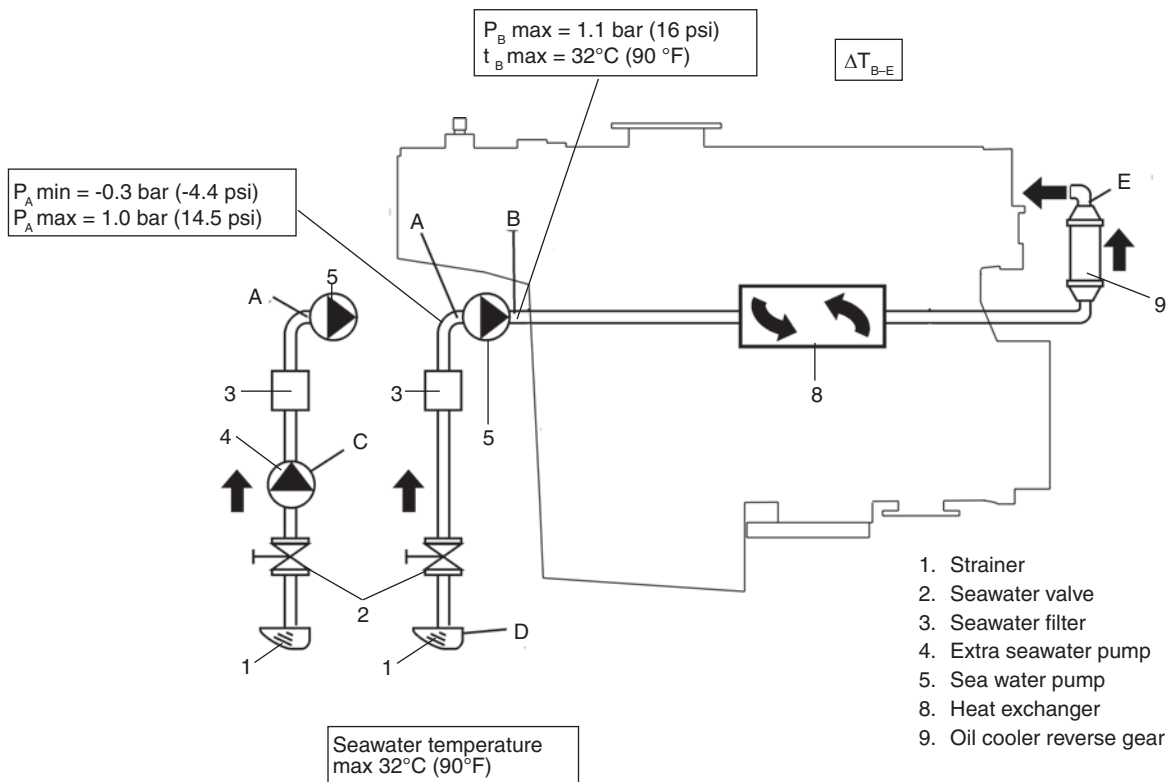 P_B max = 1.1 bar (16 psi)
t_B max = 32°C (90 °F)
ΔT_B–E
P_A min = -0.3 bar (-4.4 psi)
P_A max = 1.0 bar (14.5 psi)
E
A
B
5
A
9
3
3
8
5
4
C
2
D
1
1
1. Strainer
2. Seawater valve
3. Seawater filter
4. Extra seawater pump
5. Sea water pump
8. Heat exchanger
9. Oil cooler reverse gear
Seawater temperature
max 32°C (90°F)